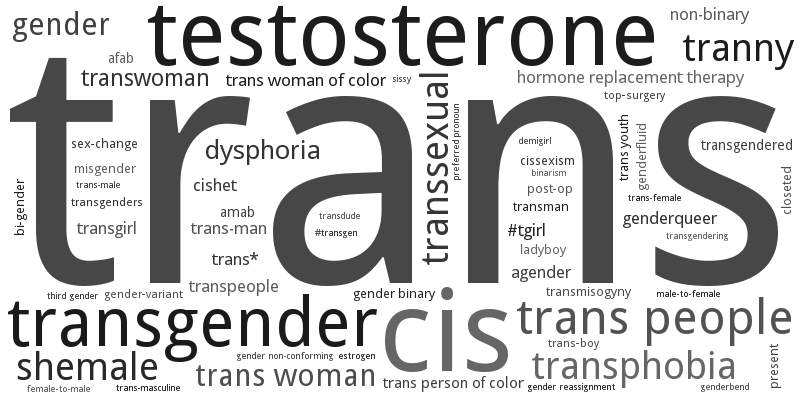 gender
testosterone
non-binary
tranny
afab
transwoman
trans woman of color
sissy
hormone replacement therapy
top-surgery
trans
sex-change
misgender
trans-male
transgenders
bi-gender
transgirl
dysphoria
cishet
amab
trans-man
trans*
transpeople
transdude
#transgen
transsexual
preferred pronoun
demigirl
cissexism
binarism
post-op
transman
#tgirl
ladyboy
agender
trans youth
genderfluid
transgendered
closeted
trans-female
genderqueer
transgendering
third gender
gender-variant
gender binary
transmisogyny
male-to-female
transgender
cis
trans people
trans-boy
shemale
gender non-conforming
estrogen
transphobia
present
trans woman
trans person of color
female-to-male
trans-masculine
gender reassignment
genderbend